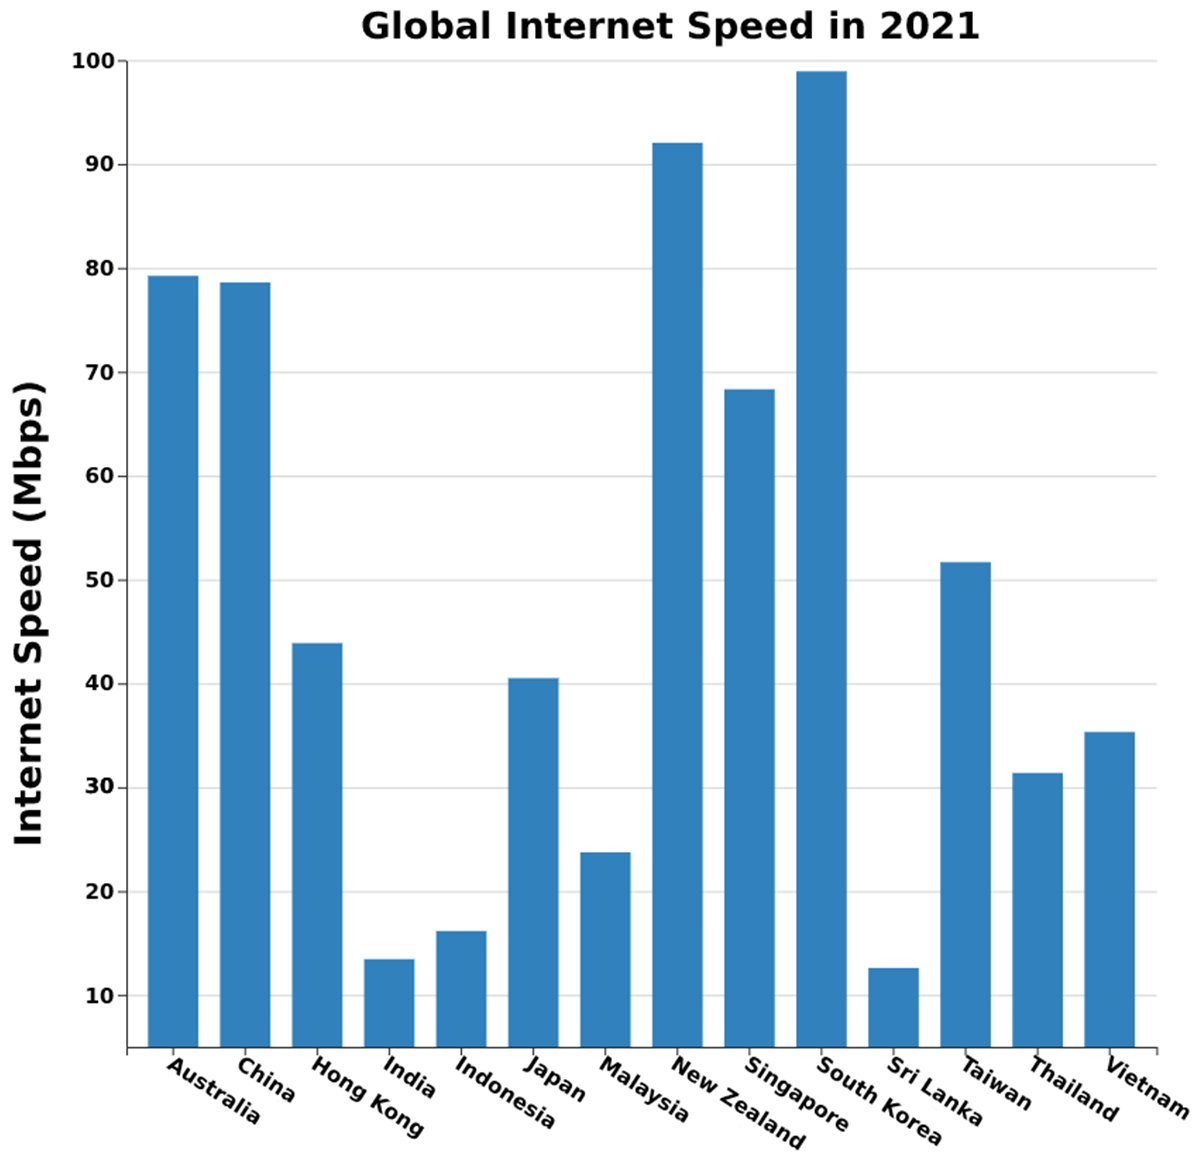 Global Internet Speed in 2021
Internet Speed (Mbps)
100
90
80
70
60
50
40
30
20
10
Australia
China
Hong Kong
India
Indonesia
Japan
Malaysia
New Zealand
Singapore
South Korea
Sri Lanka
Taiwan
Thailand
Vietnam